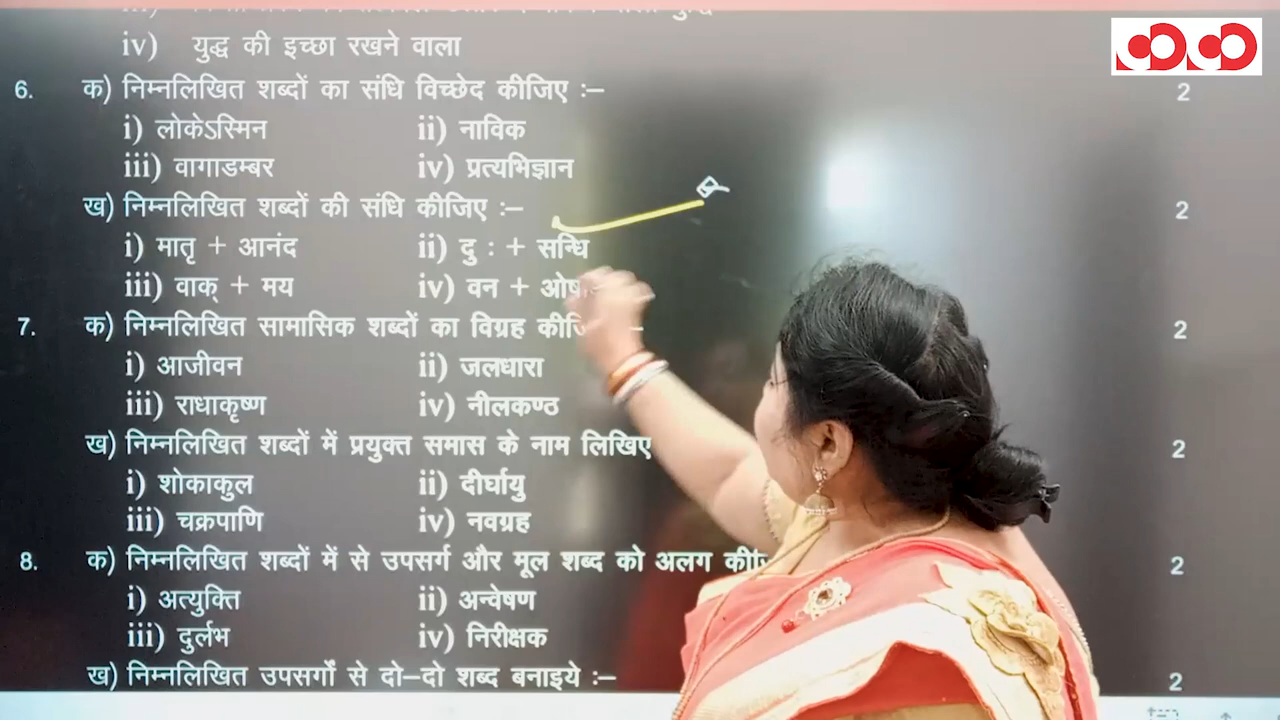 iv) युद्ध की इच्छा रखने वाला
6. क) निम्नलिखित शब्दों का संधि विच्छेद कीजिए :– 2
i) लोकेऽस्मिन ii) नाविक
iii) वागाडम्बर iv) प्रत्यभिज्ञान
ख) निम्नलिखित शब्दों की संधि कीजिए :– 2
i) मातृ + आनंद ii) दु : + सन्धि
iii) वाक् + मय iv) वन + ओष
7. क) निम्नलिखित सामासिक शब्दों का विग्रह 2
i) आजीवन ii) जलधारा
iii) राधाकृष्ण iv) नीलकण्ठ
ख) निम्नलिखित शब्दों में प्रयुक्त समास के नाम लिखिए 2
i) शोकाकुल ii) दीर्घायु
iii) चक्रपाणि iv) नवग्रह
8. क) निम्नलिखित शब्दों में से उपसर्ग और मूल शब्द को अलग 2
i) अत्युक्ति ii) अन्वेषण
iii) दुर्लभ iv) निरीक्षक
ख) निम्नलिखित उपसर्गों से दो–दो शब्द बनाइये :– 2